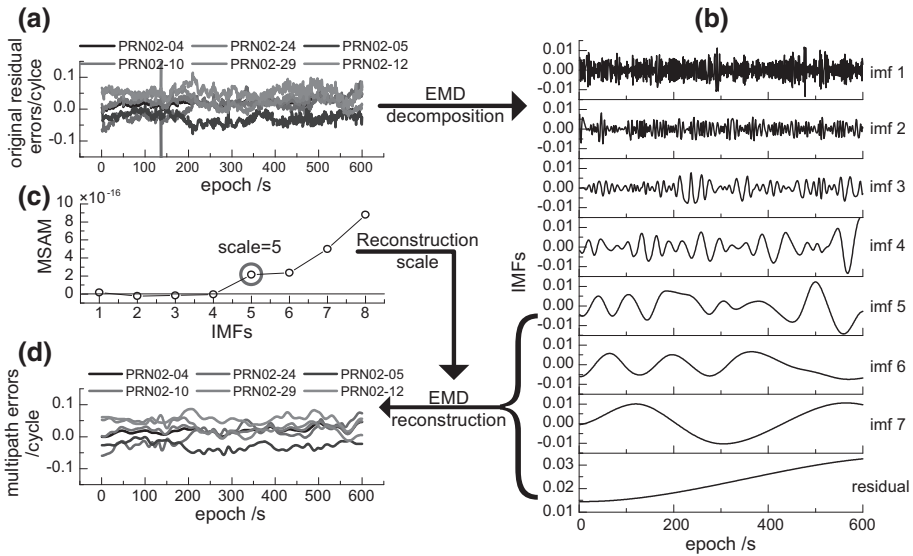 (a)
PRN02-04 PRN02-24 PRN02-05
PRN02-10 PRN02-29 PRN02-12
original residual
errors/cylce
0.1
0.0
-0.1
0 100 200 300 400 500 600
epoch /s
EMD
decomposition
(b)
IMFs
0.01
0.00
-0.01
imf 1
0.01
0.00
-0.01
imf 2
0.01
0.00
-0.01
imf 3
0.01
0.00
-0.01
imf 4
0.01
0.00
-0.01
imf 5
0.01
0.00
-0.01
imf 6
0.01
0.00
-0.01
imf 7
0.03
0.02
0.01
residual
0 200 400 600
epoch /s
(c)
×10⁻¹⁶
MSAM
10
8
6
4
2
0
scale=5
1 2 3 4 5 6 7 8
IMFs
Reconstruction
scale
(d)
PRN02-04 PRN02-24 PRN02-05
PRN02-10 PRN02-29 PRN02-12
multipath errors
/cycle
0.1
0.0
-0.1
0 100 200 300 400 500 600
epoch /s
EMD
reconstruction